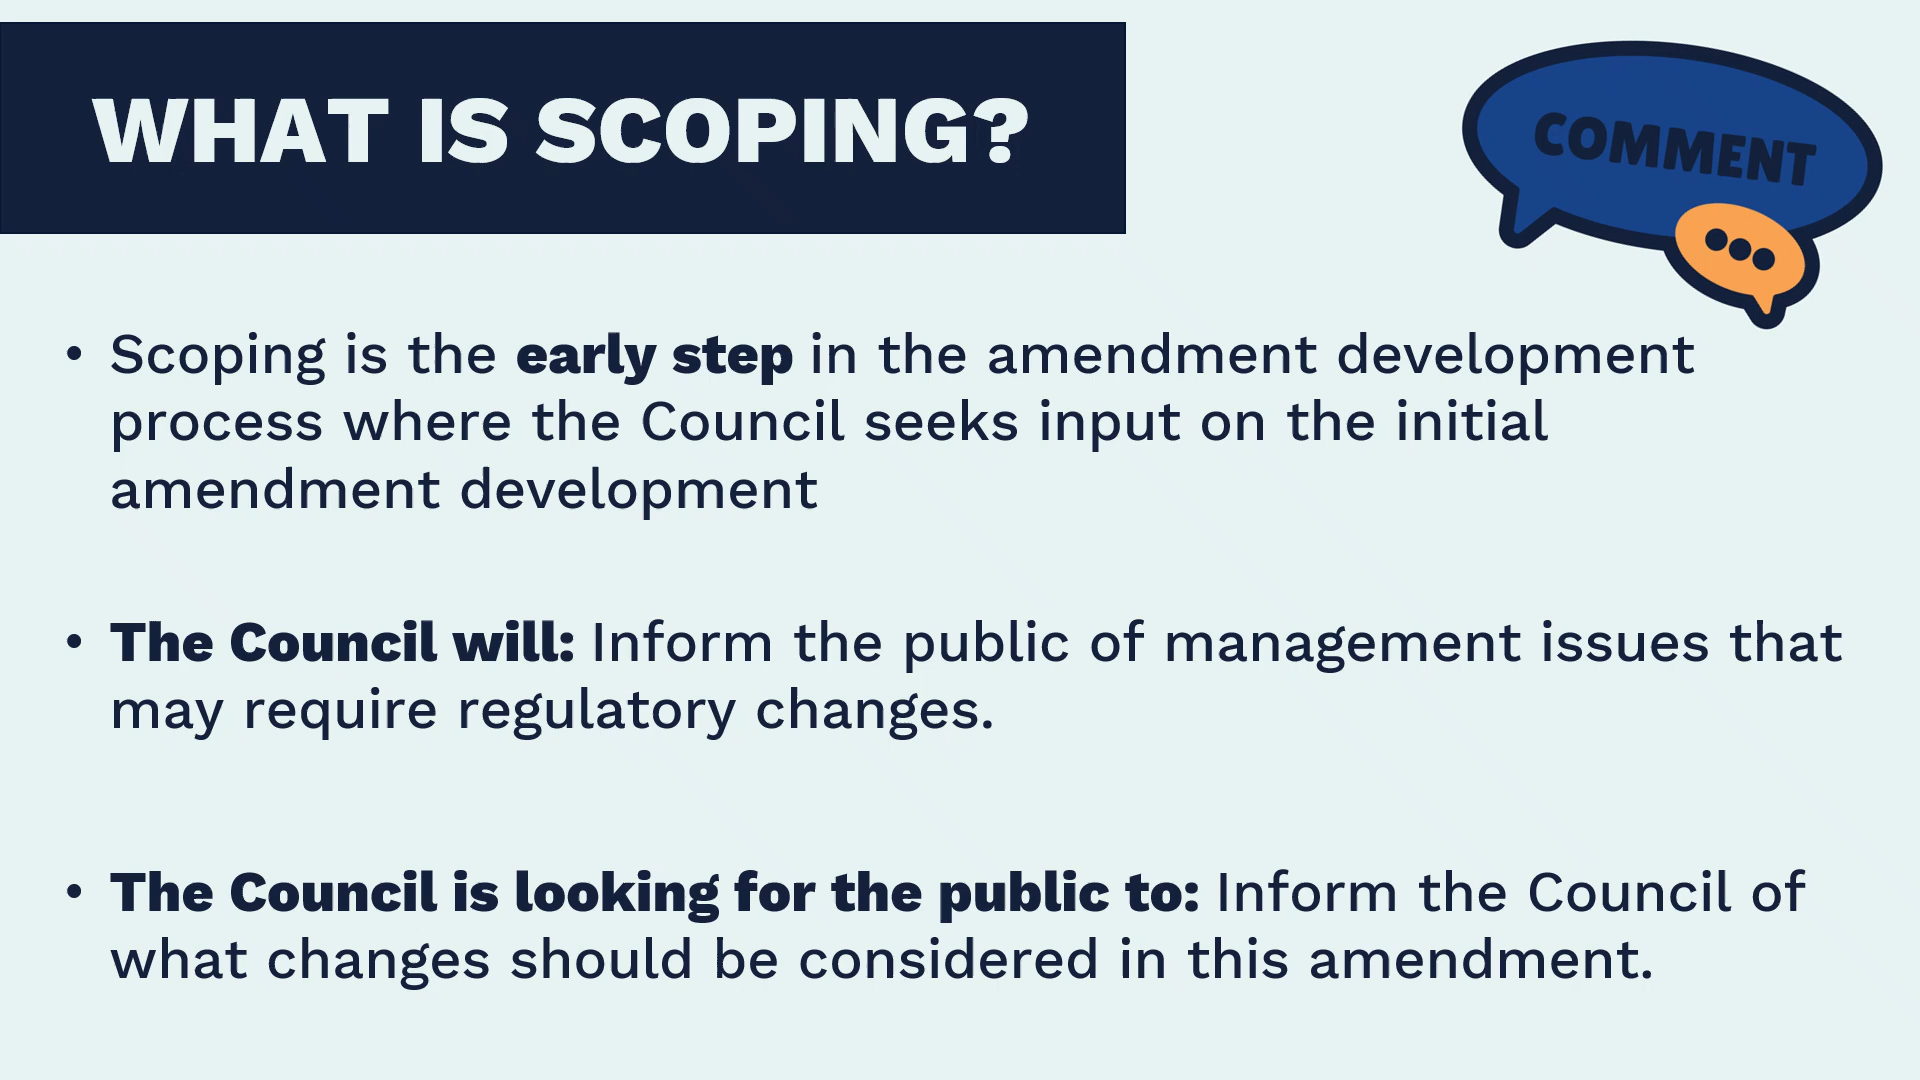 WHAT IS SCOPING?
COMMENT
• Scoping is the early step in the amendment development
process where the Council seeks input on the initial
amendment development
• The Council will: Inform the public of management issues that
may require regulatory changes.
• The Council is looking for the public to: Inform the Council of
what changes should be considered in this amendment.